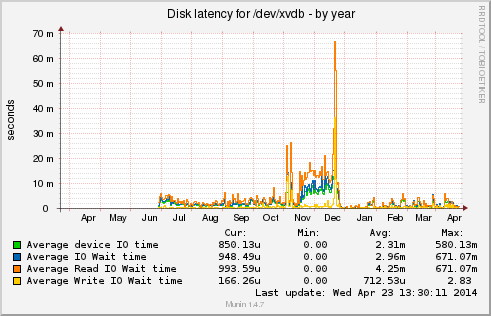 Disk latency for /dev/xvdb - by year
RRDTOOL / TOBI OETIKER
seconds
70 m
60 m
50 m
40 m
30 m
20 m
10 m
0
Apr May Jun Jul Aug Sep Oct Nov Dec Jan Feb Mar Apr
Cur: Min: Avg: Max:
Average device IO time 850.13u 0.00 2.31m 580.13m
Average IO Wait time 948.49u 0.00 2.96m 671.07m
Average Read IO Wait time 993.59u 0.00 4.25m 671.07m
Average Write IO Wait time 166.26u 0.00 712.53u 2.83
Last update: Wed Apr 23 13:30:11 2014
Munin 1.4.7